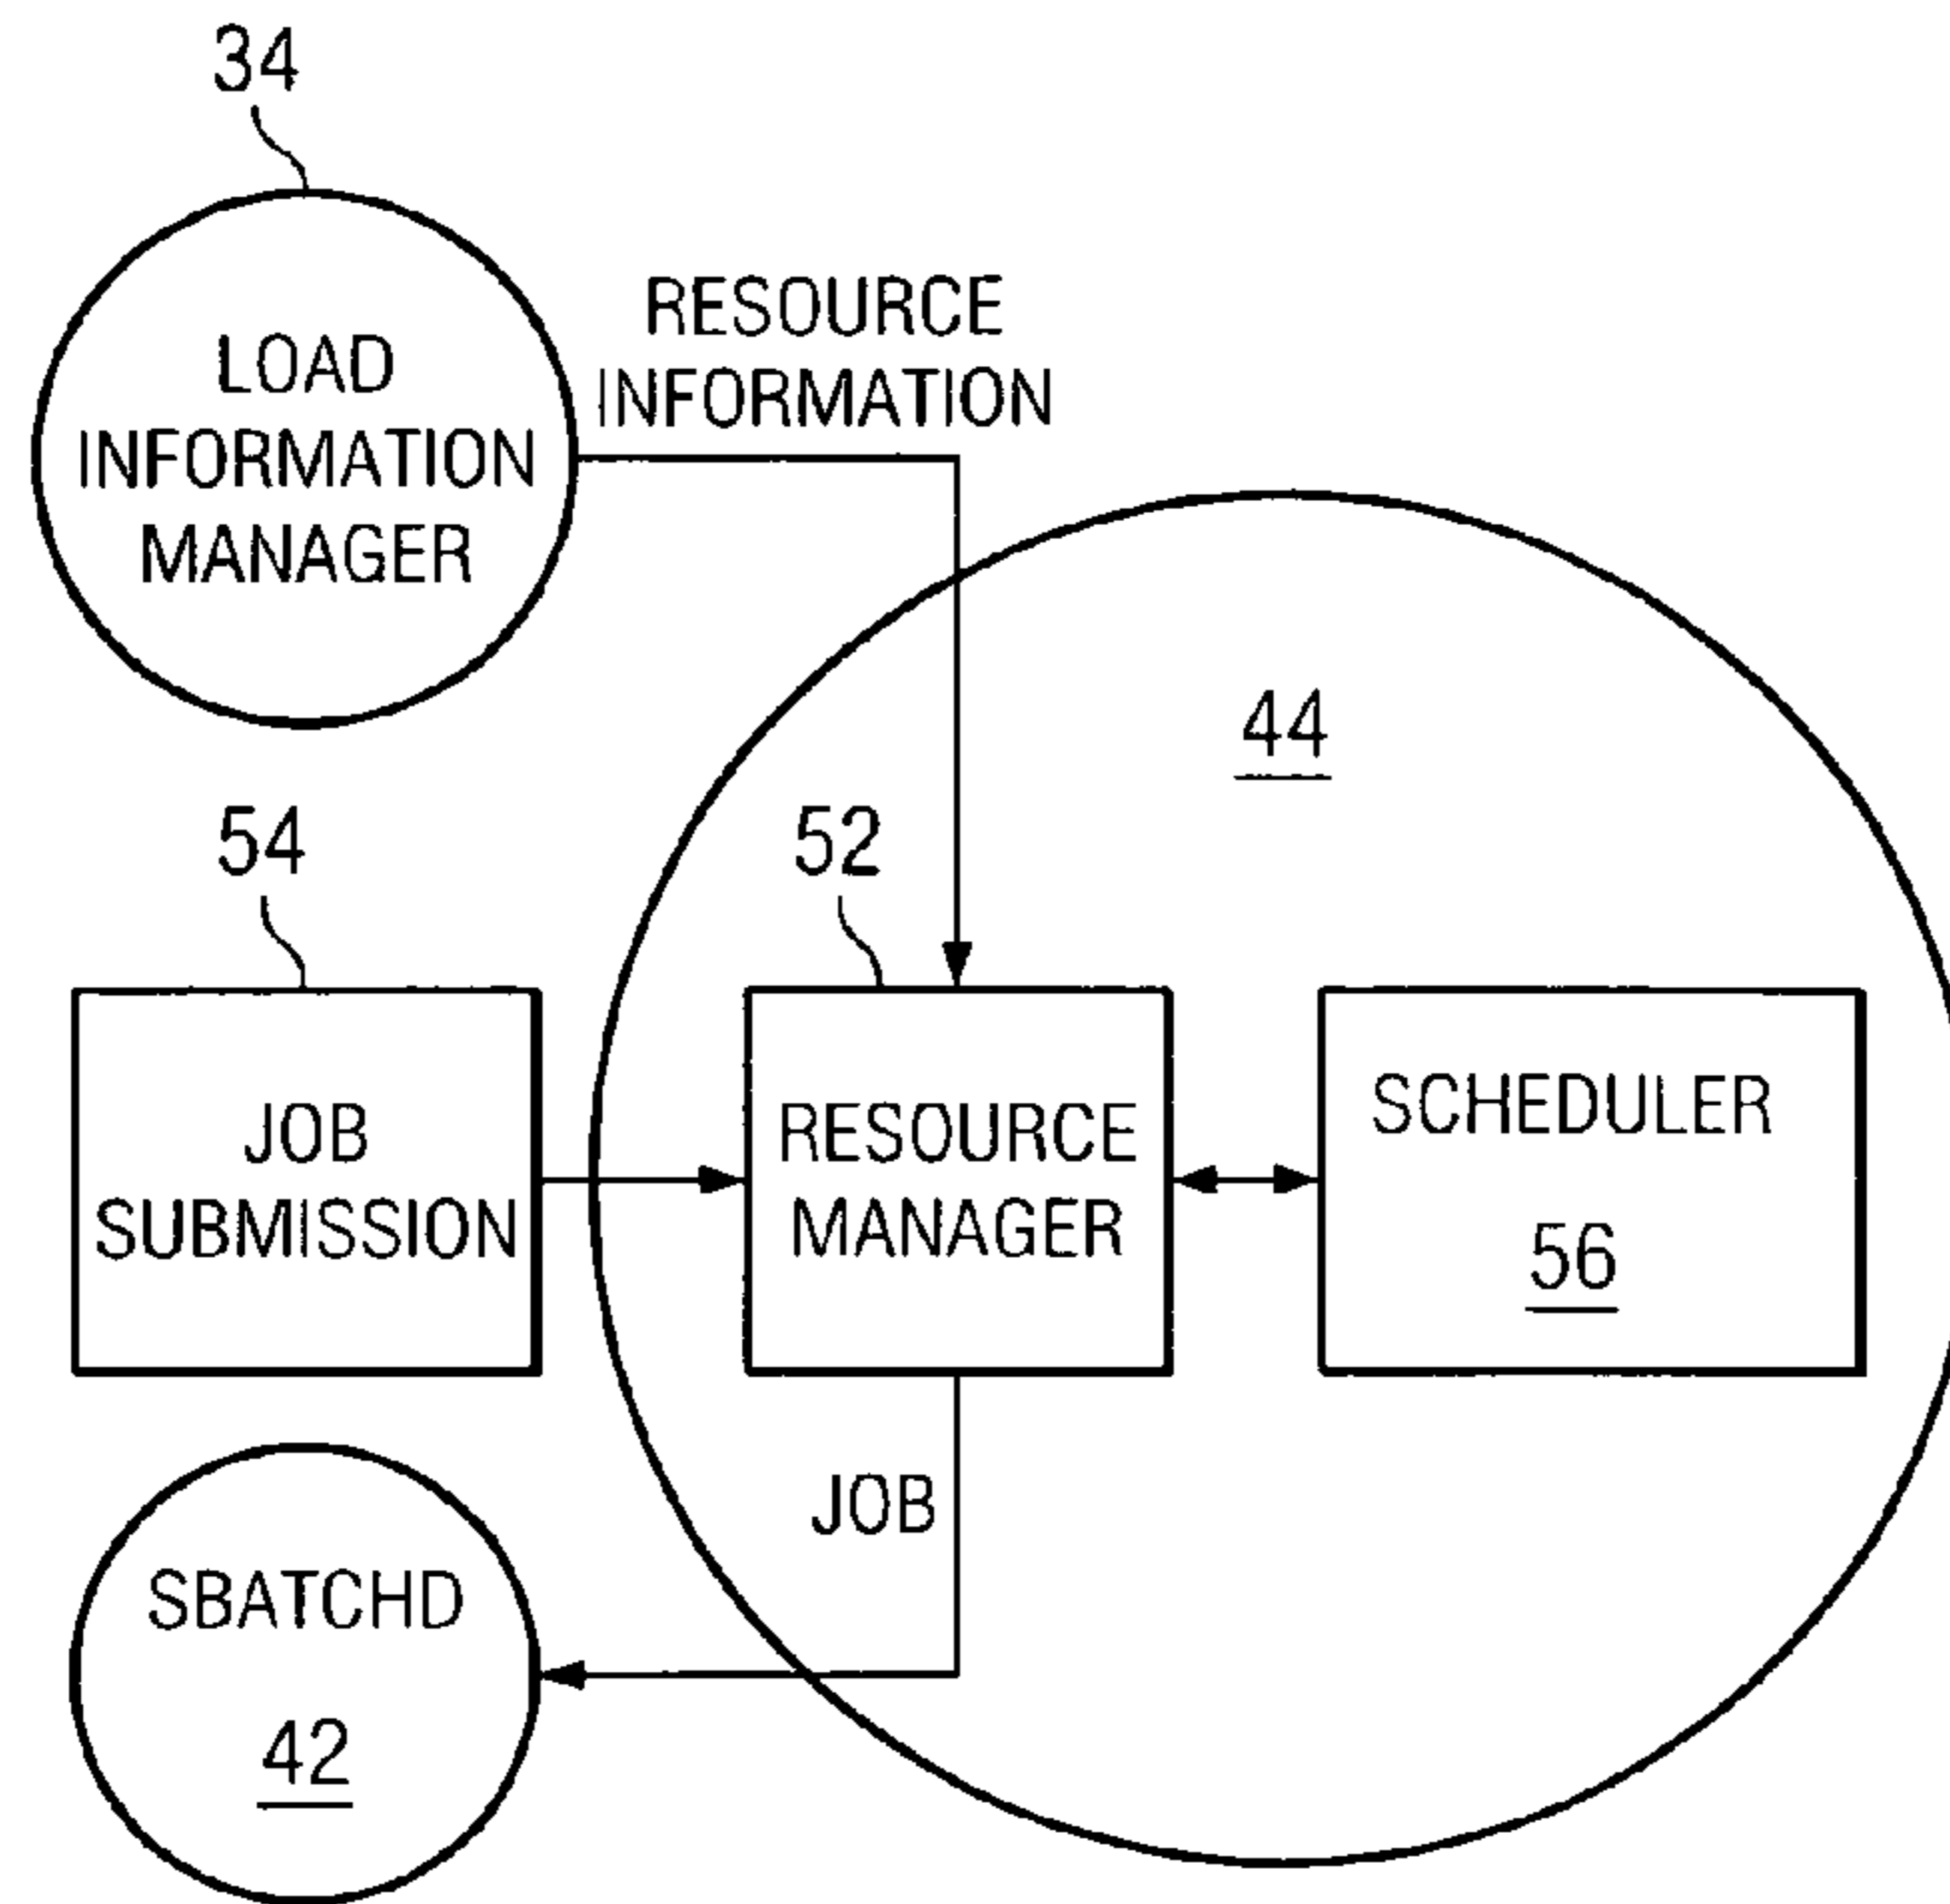 34
LOAD
INFORMATION
MANAGER
RESOURCE
INFORMATION
44
54
52
JOB
SUBMISSION
RESOURCE
MANAGER
SCHEDULER
56
JOB
SBATCHD
42